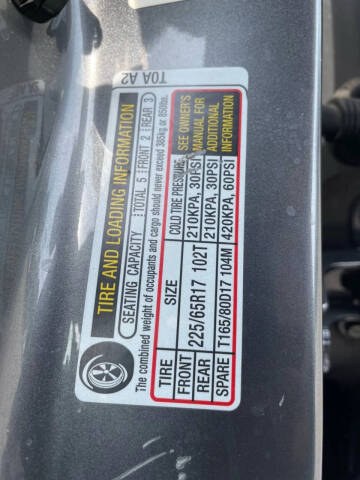 TIRE AND LOADING INFORMATION
SEATING CAPACITY TOTAL 5 FRONT 2 REAR 3
The combined weight of occupants and cargo should never exceed 385kg or 850lbs.
TIRE SIZE COLD TIRE PRESSURE
FRONT 225/65R17 102T 210KPA, 30PSI
REAR 210KPA, 30PSI
SPARE T165/80D17 104M 420KPA, 60PSI
SEE OWNER'S
MANUAL FOR
ADDITIONAL
INFORMATION
T0A A2